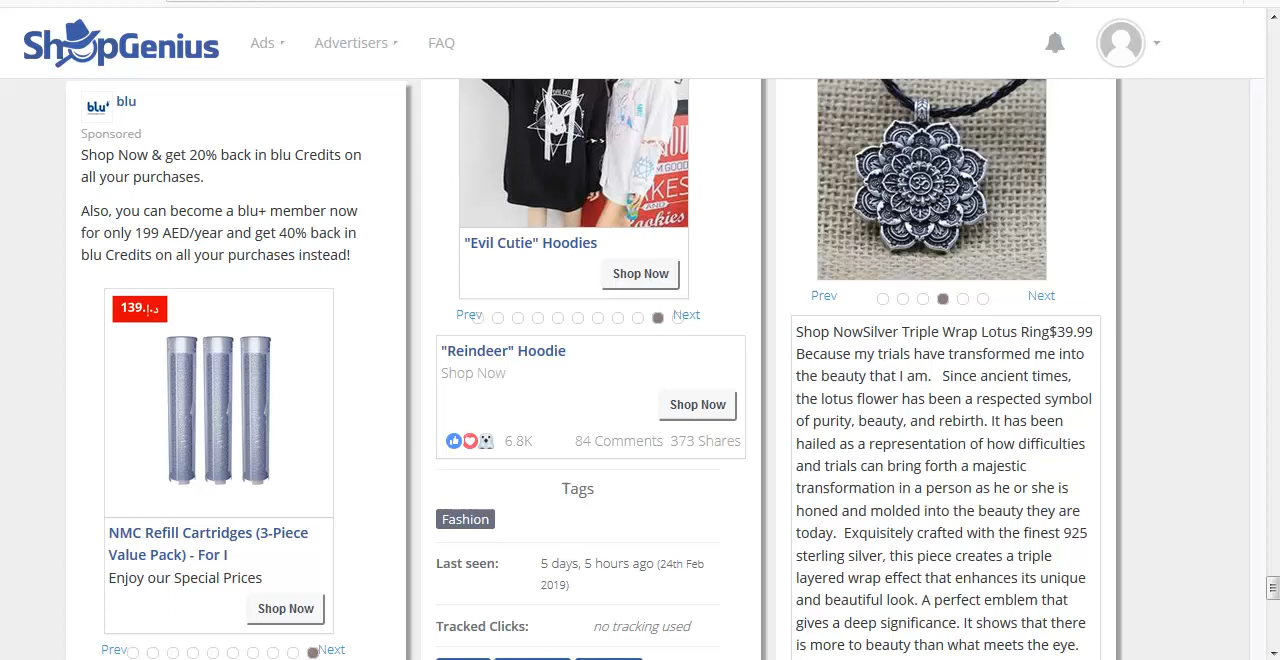 ShopGenius
Ads
Advertisers
FAQ
blu
blu
Sponsored
Shop Now & get 20% back in blu Credits on
all your purchases.
Also, you can become a blu+ member now
for only 199 AED/year and get 40% back in
blu Credits on all your purchases instead!
139.د.إ
NMC Refill Cartridges (3-Piece
Value Pack) - For I
Enjoy our Special Prices
Shop Now
Prev
Next
M.GOOD
AKES
AND
ookies
"Evil Cutie" Hoodies
Shop Now
Prev
Next
"Reindeer" Hoodie
Shop Now
Shop Now
6.8K
84 Comments 373 Shares
Tags
Fashion
Last seen:
5 days, 5 hours ago (24th Feb
2019)
Tracked Clicks:
no tracking used
Prev
Next
Shop NowSilver Triple Wrap Lotus Ring$39.99
Because my trials have transformed me into
the beauty that I am.   Since ancient times,
the lotus flower has been a respected symbol
of purity, beauty, and rebirth. It has been
hailed as a representation of how difficulties
and trials can bring forth a majestic
transformation in a person as he or she is
honed and molded into the beauty they are
today.  Exquisitely crafted with the finest 925
sterling silver, this piece creates a triple
layered wrap effect that enhances its unique
and beautiful look. A perfect emblem that
gives a deep significance. It shows that there
is more to beauty than what meets the eye.